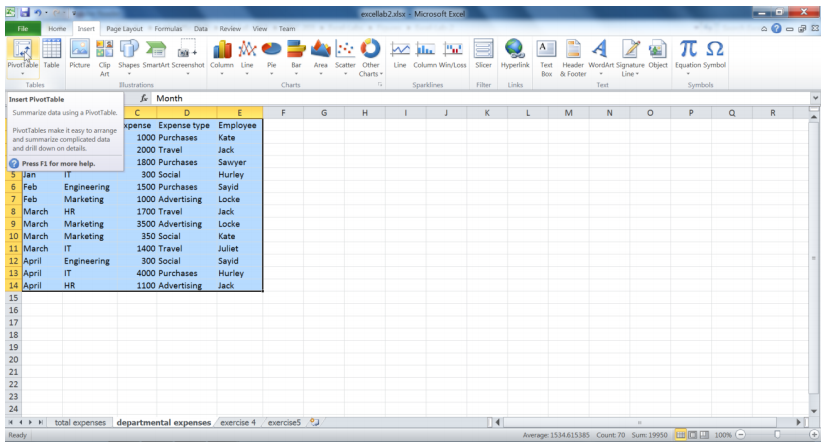 excellab2.xlsx - Microsoft Excel
File Home Insert Page Layout Formulas Data Review View Team
PivotTable Table Picture Clip Art Shapes SmartArt Screenshot Column Line Pie Bar Area Scatter Other Charts Line Column Win/Loss Slicer Hyperlink Text Box Header & Footer WordArt Signature Line Object Equation Symbol
Tables Illustrations Charts Sparklines Filter Links Text Symbols
Insert PivotTable
Summarize data using a PivotTable.
PivotTables make it easy to arrange
and summarize complicated data
and drill down on details.
Press F1 for more help.
fx Month
C D E F G H I J K L M N O P Q R
xpense Expense type Employee
1000 Purchases Kate
2000 Travel Jack
1800 Purchases Sawyer
5 Jan IT 300 Social Hurley
6 Feb Engineering 1500 Purchases Sayid
7 Feb Marketing 1000 Advertising Locke
8 March HR 1700 Travel Jack
9 March Marketing 3500 Advertising Locke
10 March Marketing 350 Social Kate
11 March IT 1400 Travel Juliet
12 April Engineering 300 Social Sayid
13 April IT 4000 Purchases Hurley
14 April HR 1100 Advertising Jack
15
16
17
18
19
20
21
22
23
24
total expenses departmental expenses exercise 4 exercise5
Ready Average: 1534.615385 Count: 70 Sum: 19950 100%